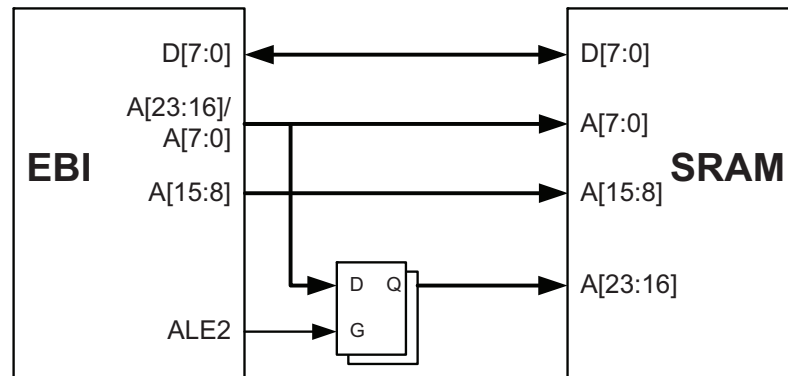 D[7:0]
D[7:0]
A[23:16]/
A[7:0]
A[7:0]
EBI
SRAM
A[15:8]
A[15:8]
D Q
A[23:16]
ALE2
G